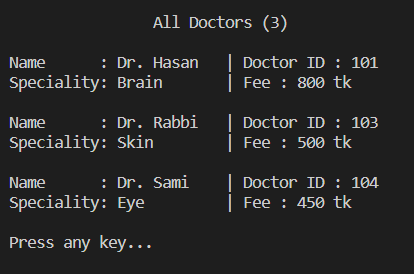 All Doctors (3)
Name      : Dr. Hasan   | Doctor ID : 101
Speciality: Brain       | Fee : 800 tk
Name      : Dr. Rabbi   | Doctor ID : 103
Speciality: Skin        | Fee : 500 tk
Name      : Dr. Sami    | Doctor ID : 104
Speciality: Eye         | Fee : 450 tk
Press any key...